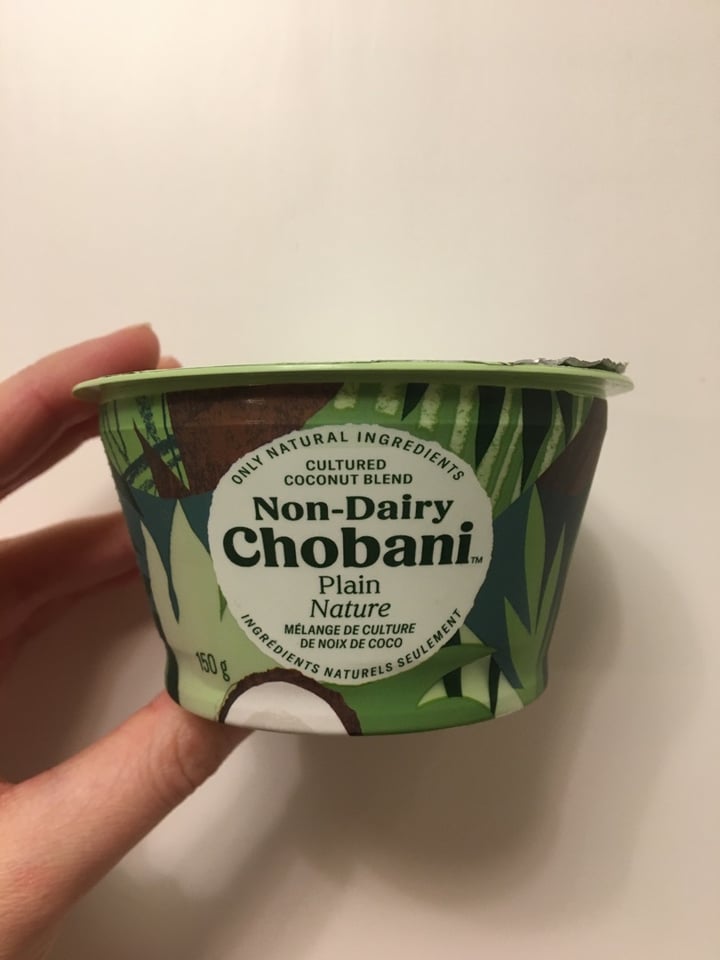 ONLY NATURAL INGREDIENTS
CULTURED
COCONUT BLEND
Non-Dairy
Chobani™
Plain
Nature
MÉLANGE DE CULTURE
DE NOIX DE COCO
INGRÉDIENTS NATURELS SEULEMENT
150 g